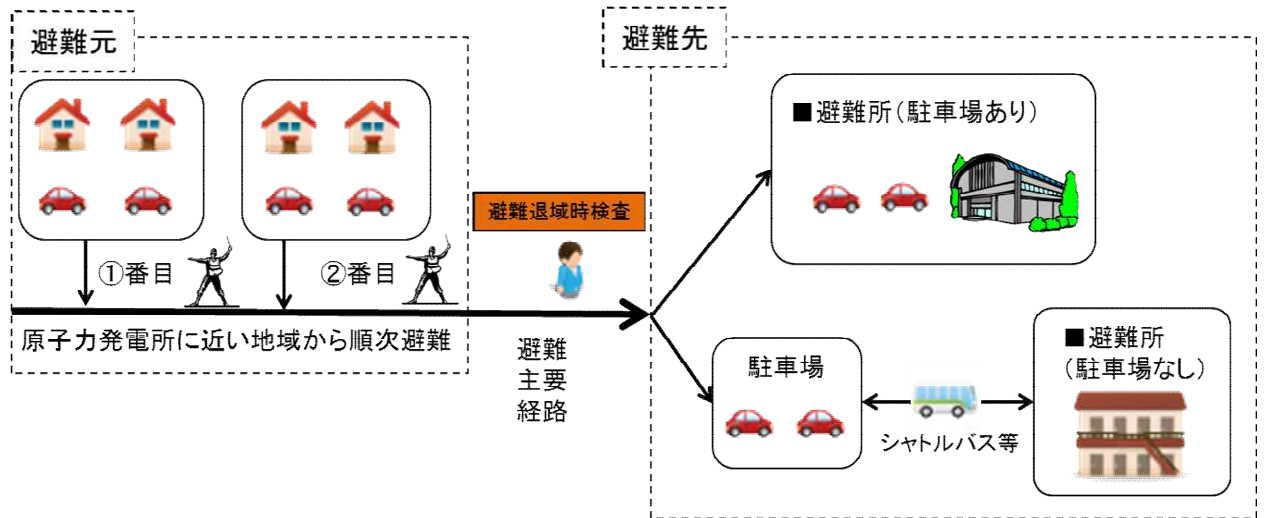 避難元
①番目
②番目
原子力発電所に近い地域から順次避難
避難退域時検査
避難
主要
経路
避難先
■避難所(駐車場あり)
駐車場
シャトルバス等
■避難所
(駐車場なし)